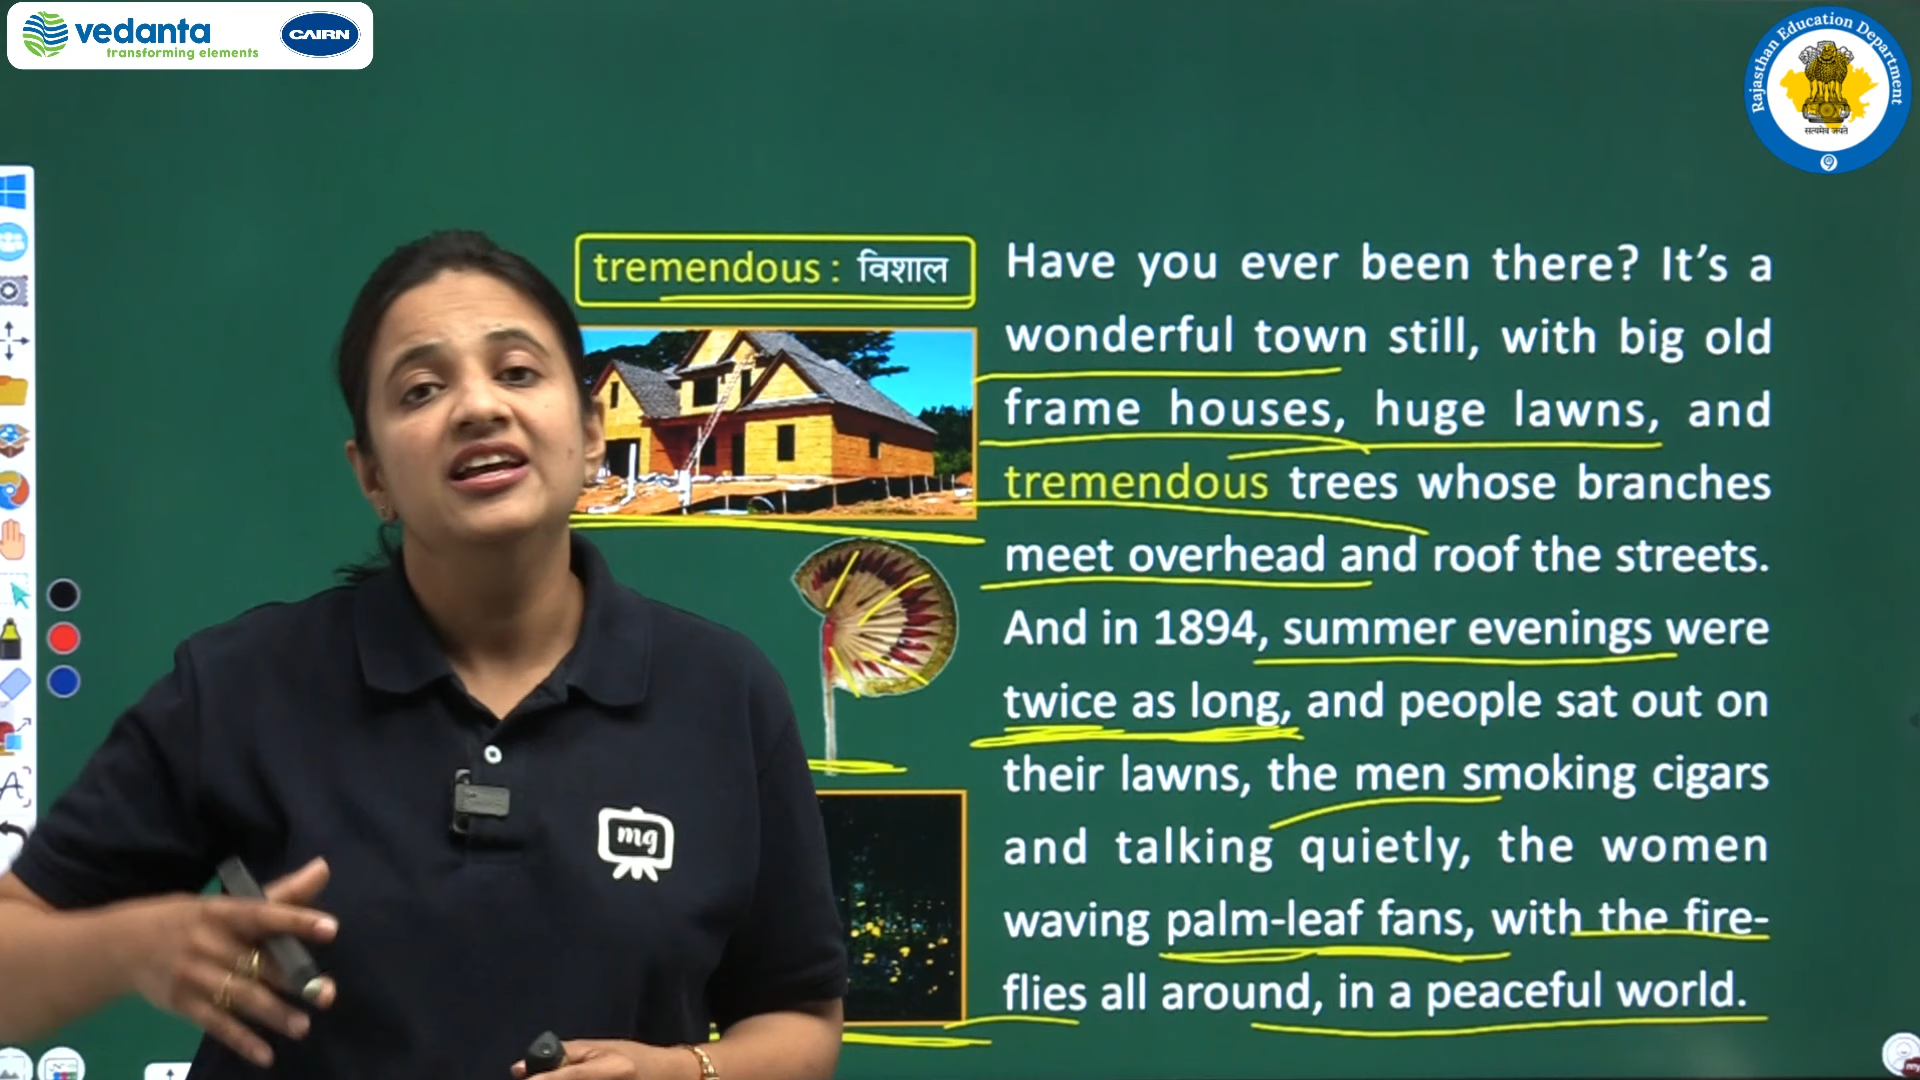 vedanta
transforming elements
CAIRN
Rajasthan Education Department
सत्यमेव जयते
tremendous : विशाल
Have you ever been there? It's a
wonderful town still, with big old
frame houses, huge lawns, and
tremendous trees whose branches
meet overhead and roof the streets.
And in 1894, summer evenings were
twice as long, and people sat out on
their lawns, the men smoking cigars
and talking quietly, the women
waving palm-leaf fans, with the fire-
flies all around, in a peaceful world.
mg
A